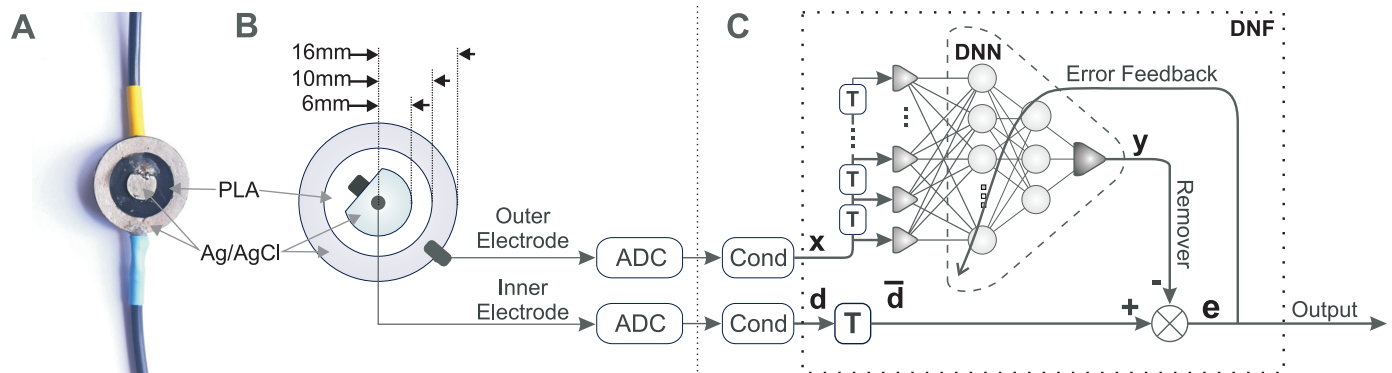 A
B
C
16mm
10mm
6mm
PLA
Ag/AgCl
Outer
Electrode
Inner
Electrode
ADC
ADC
Cond
Cond
DNF
DNN
Error Feedback
T
T
T
x
y
Remover
-
d
T
d̅
+
e
Output